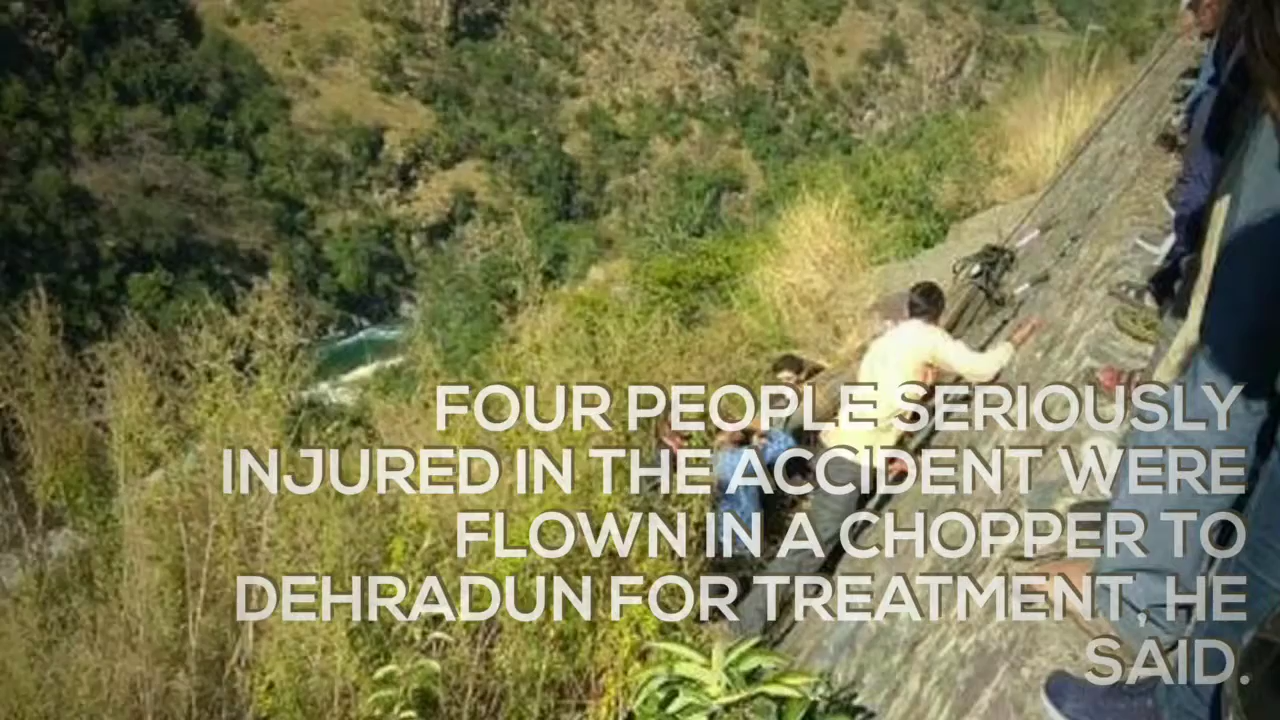 FOUR PEOPLE SERIOUSLY
INJURED IN THE ACCIDENT WERE
FLOWN IN A CHOPPER TO
DEHRADUN FOR TREATMENT, HE
SAID.